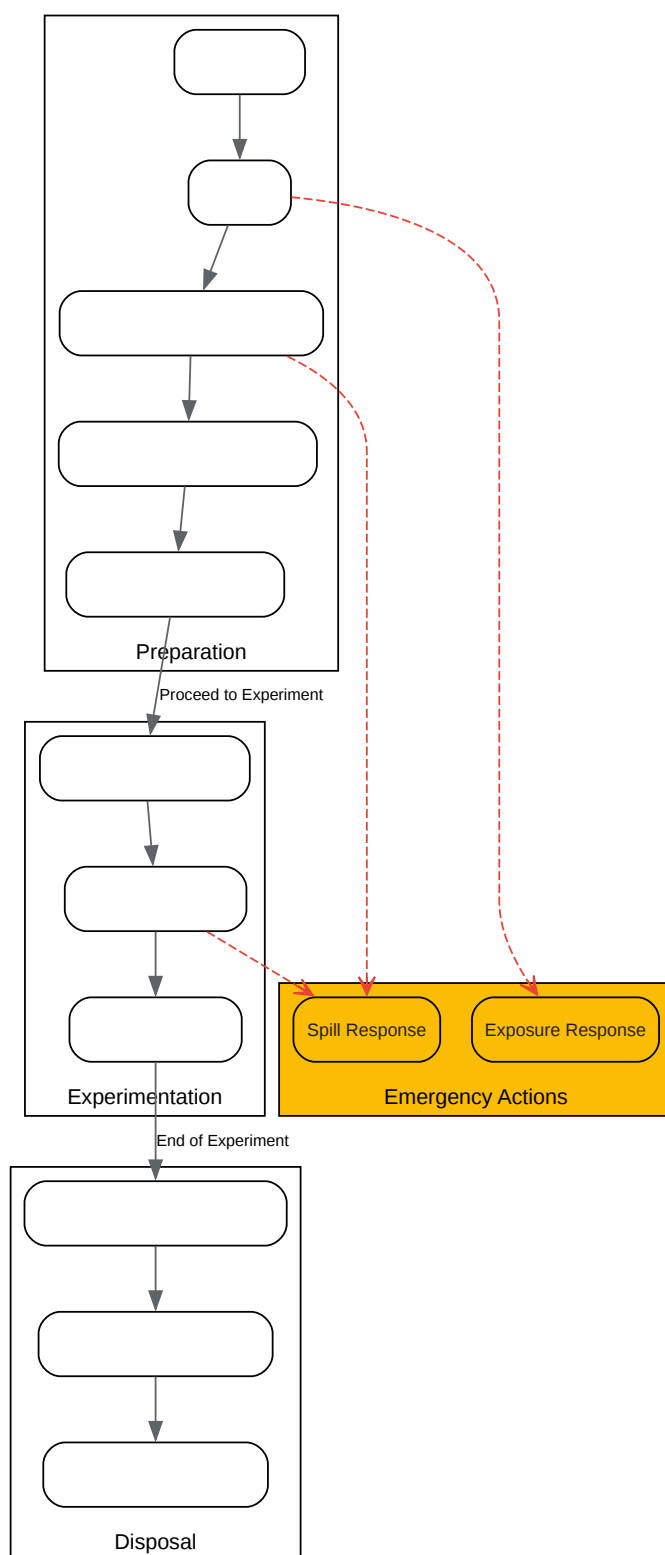 Preparation
Proceed to Experiment
Spill Response
Exposure Response
Experimentation
Emergency Actions
End of Experiment
Disposal